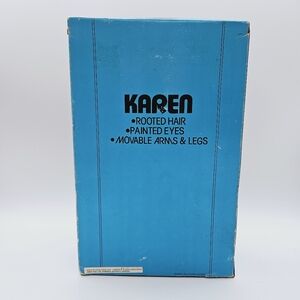 KAREN
•ROOTED HAIR
•PAINTED EYES
•MOVABLE ARMS & LEGS